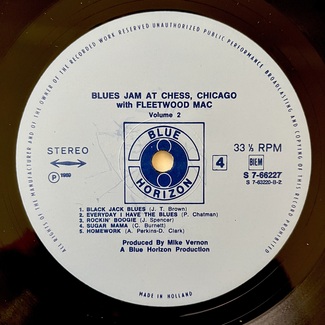 ALL RIGHTS OF THE MANUFACTURER AND OF THE OWNER OF THE RECORDED WORK RESERVED UNAUTHORIZED PUBLIC PERFORMANCE BROADCASTING AND COPYING OF THIS RECORD PROHIBITED
BLUES JAM AT CHESS, CHICAGO
with FLEETWOOD MAC
Volume 2
BLUE
HORIZON
STEREO
33 ⅓ RPM
4
BIEM
℗ 1969
S 7-66227
S 7-63220-B-2
1. BLACK JACK BLUES (J. T. Brown)
2. EVERYDAY I HAVE THE BLUES (P. Chatman)
3. ROCKIN' BOOGIE (J. Spencer)
4. SUGAR MAMA (C. Burnett)
5. HOMEWORK (A. Perkins-D. Clark)
Produced By Mike Vernon
A Blue Horizon Production
MADE IN HOLLAND